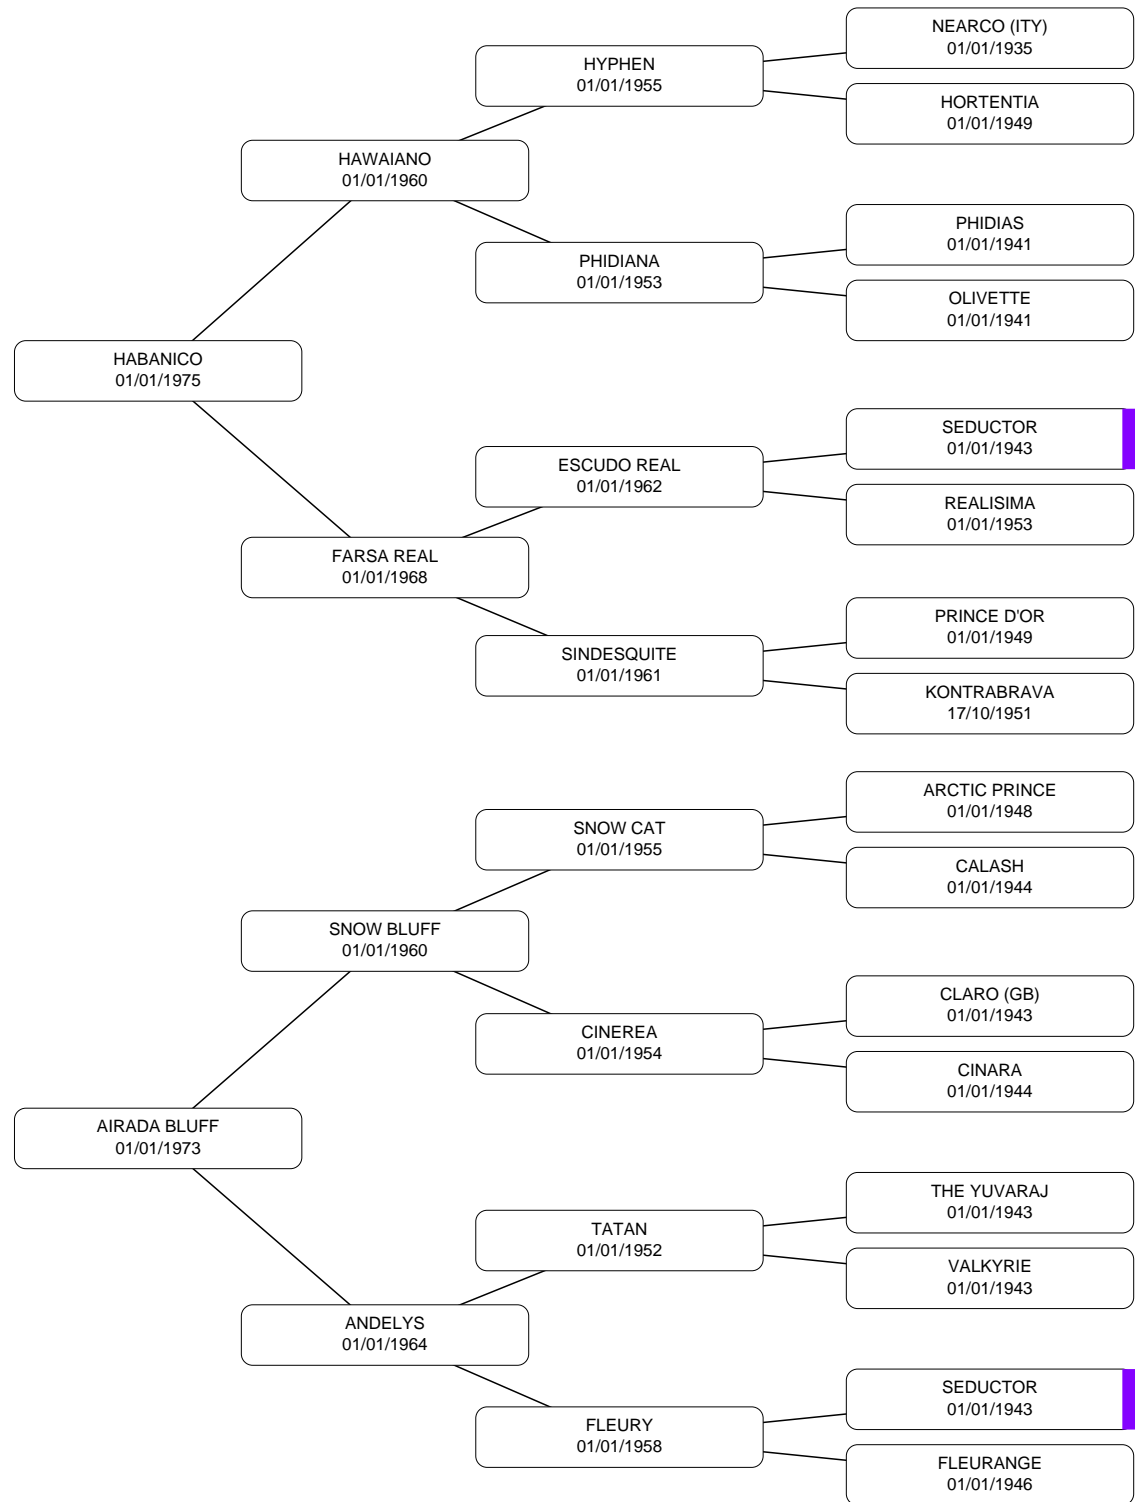 NEARCO (ITY)
01/01/1935
HYPHEN
01/01/1955
HORTENTIA
01/01/1949
HAWAIANO
01/01/1960
PHIDIAS
01/01/1941
PHIDIANA
01/01/1953
OLIVETTE
01/01/1941
HABANICO
01/01/1975
SEDUCTOR
01/01/1943
ESCUDO REAL
01/01/1962
REALISIMA
01/01/1953
FARSA REAL
01/01/1968
PRINCE D'OR
01/01/1949
SINDESQUITE
01/01/1961
KONTRABRAVA
17/10/1951
ARCTIC PRINCE
01/01/1948
SNOW CAT
01/01/1955
CALASH
01/01/1944
SNOW BLUFF
01/01/1960
CLARO (GB)
01/01/1943
CINEREA
01/01/1954
CINARA
01/01/1944
AIRADA BLUFF
01/01/1973
THE YUVARAJ
01/01/1943
TATAN
01/01/1952
VALKYRIE
01/01/1943
ANDELYS
01/01/1964
SEDUCTOR
01/01/1943
FLEURY
01/01/1958
FLEURANGE
01/01/1946